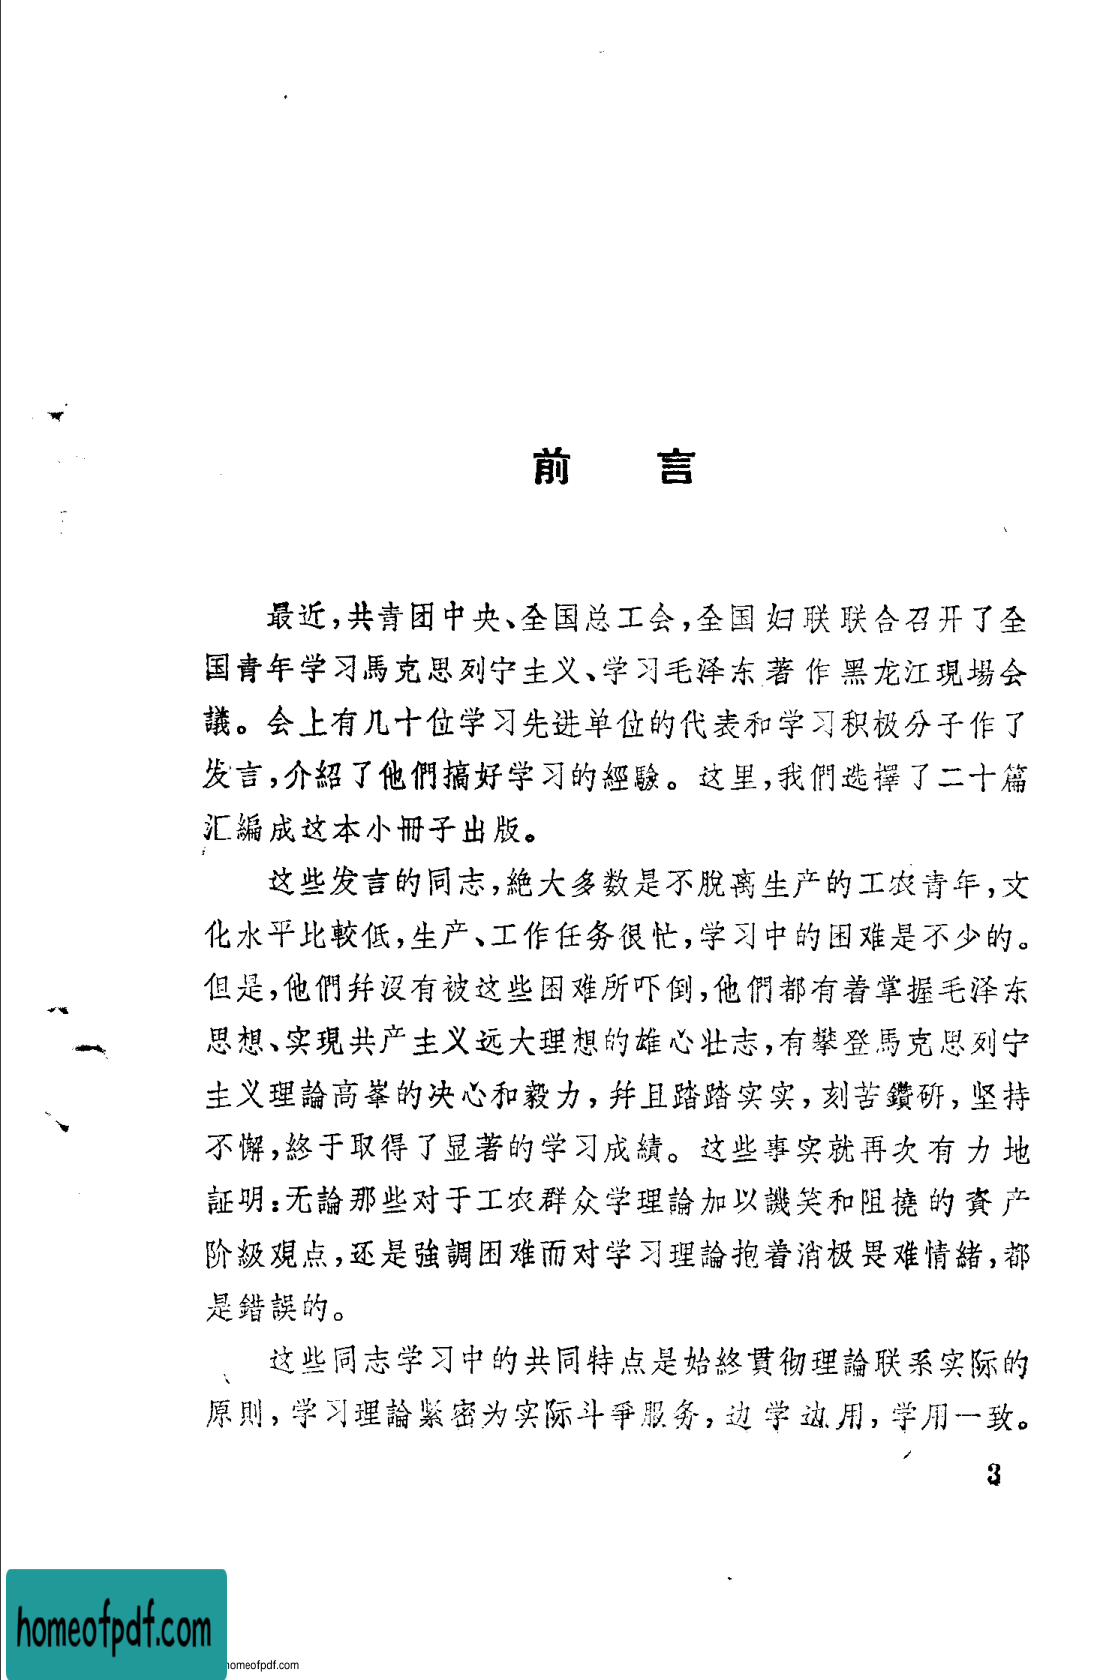 前言
最近，共青团中央、全国总工会，全国妇联联合召开了全
国青年学习馬克思列宁主义、学习毛泽东著作黑龙江現場会
議。会上有几十位学习先进单位的代表和学习积极分子作了
发言，介紹了他們搞好学习的經驗。这里，我們选擇了二十篇
汇編成这本小冊子出版。
这些发言的同志，絶大多数是不脫离生产的工农青年，文
化水平比較低，生产、工作任务很忙，学习中的困难是不少的。
但是，他們幷沒有被这些困难所吓倒，他們都有着掌握毛泽东
思想、实現共产主义远大理想的雄心壮志，有攀登馬克思列宁
主义理論高峯的决心和毅力，幷且踏踏实实，刻苦鑽研，坚持
不懈，終于取得了显著的学习成績。这些事实就再次有力地
証明：无論那些对于工农群众学理論加以譏笑和阻撓的資产
阶級观点，还是強調困难而对学习理論抱着消极畏难情緒，都
是錯誤的。
这些同志学习中的共同特点是始終貫彻理論联系实际的
原則，学习理論紧密为实际斗爭服务，边学边用，学用一致。
3
homeofpdf.com
homeofpdf.com